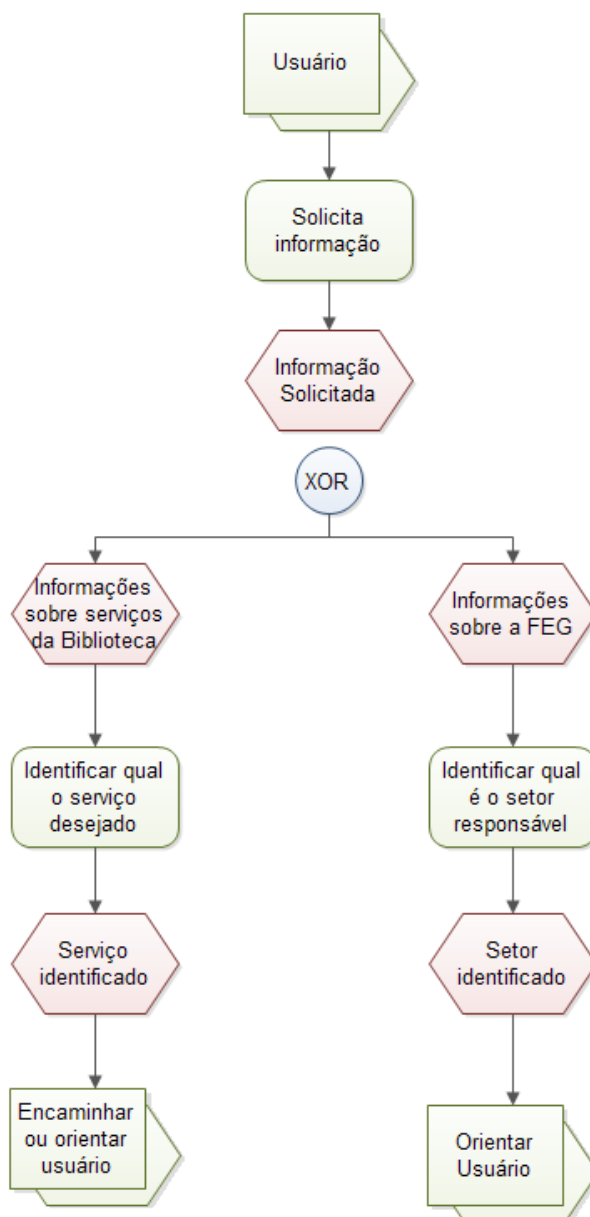 Usuário
Solicita
informação
Informação
Solicitada
XOR
Informações
sobre serviços
da Biblioteca
Informações
sobre a FEG
Identificar qual
o serviço
desejado
Identificar qual
é o setor
responsável
Serviço
identificado
Setor
identificado
Encaminhar
ou orientar
usuário
Orientar
Usuário